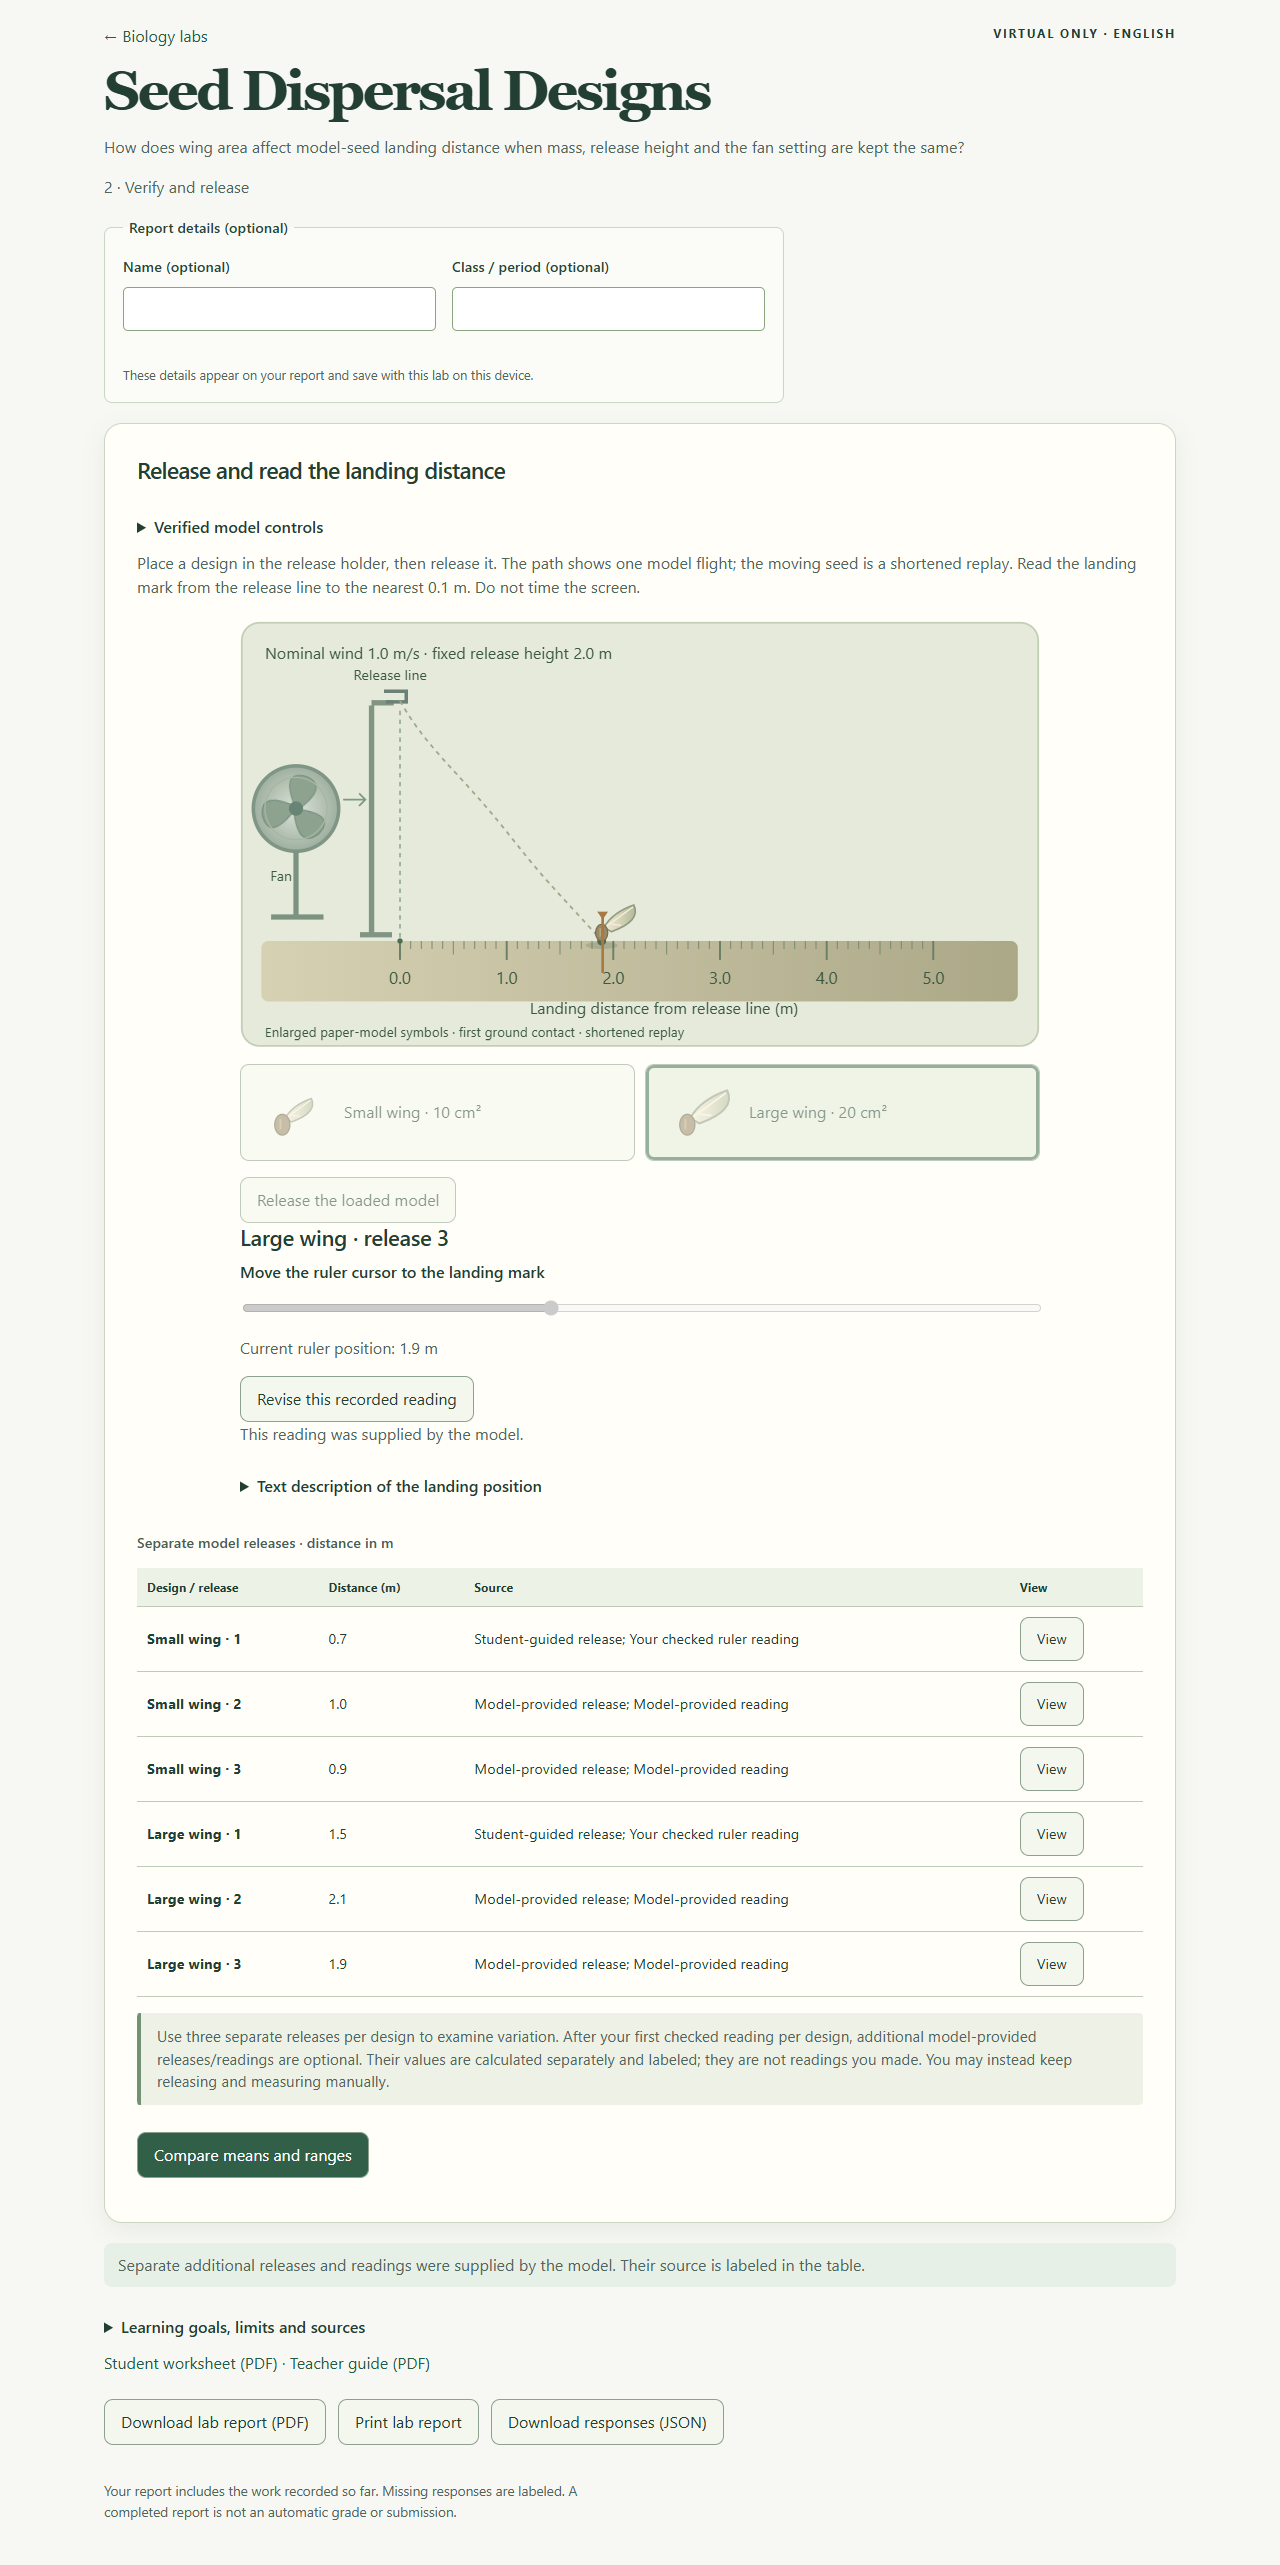 ← Biology labs
VIRTUAL ONLY · ENGLISH
Seed Dispersal Designs
How does wing area affect model-seed landing distance when mass, release height and the fan setting are kept the same?
2 · Verify and release
Report details (optional)
Name (optional)
Class / period (optional)
These details appear on your report and save with this lab on this device.
Release and read the landing distance
Verified model controls
Place a design in the release holder, then release it. The path shows one model flight; the moving seed is a shortened replay. Read the landing
mark from the release line to the nearest 0.1 m. Do not time the screen.
Nominal wind 1.0 m/s · fixed release height 2.0 m
Release line
Fan
0.0 1.0 2.0 3.0 4.0 5.0
Landing distance from release line (m)
Enlarged paper-model symbols · first ground contact · shortened replay
Small wing · 10 cm²
Large wing · 20 cm²
Release the loaded model
Large wing · release 3
Move the ruler cursor to the landing mark
Current ruler position: 1.9 m
Revise this recorded reading
This reading was supplied by the model.
Text description of the landing position
Separate model releases · distance in m
Design / release Distance (m) Source View
Small wing · 1 0.7 Student-guided release; Your checked ruler reading View
Small wing · 2 1.0 Model-provided release; Model-provided reading View
Small wing · 3 0.9 Model-provided release; Model-provided reading View
Large wing · 1 1.5 Student-guided release; Your checked ruler reading View
Large wing · 2 2.1 Model-provided release; Model-provided reading View
Large wing · 3 1.9 Model-provided release; Model-provided reading View
Use three separate releases per design to examine variation. After your first checked reading per design, additional model-provided
releases/readings are optional. Their values are calculated separately and labeled; they are not readings you made. You may instead keep
releasing and measuring manually.
Compare means and ranges
Separate additional releases and readings were supplied by the model. Their source is labeled in the table.
Learning goals, limits and sources
Student worksheet (PDF) · Teacher guide (PDF)
Download lab report (PDF)
Print lab report
Download responses (JSON)
Your report includes the work recorded so far. Missing responses are labeled. A
completed report is not an automatic grade or submission.